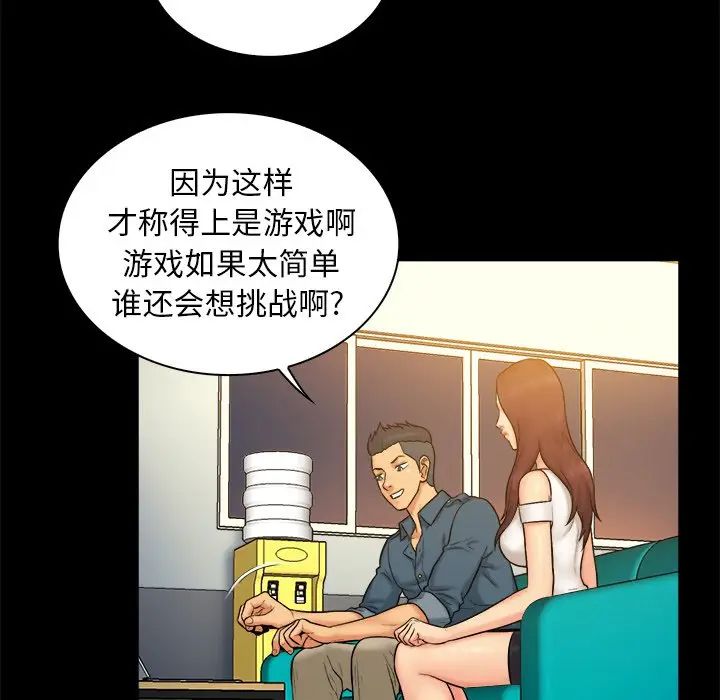 因为这样
才称得上是游戏啊
游戏如果太简单
谁还会想挑战啊?